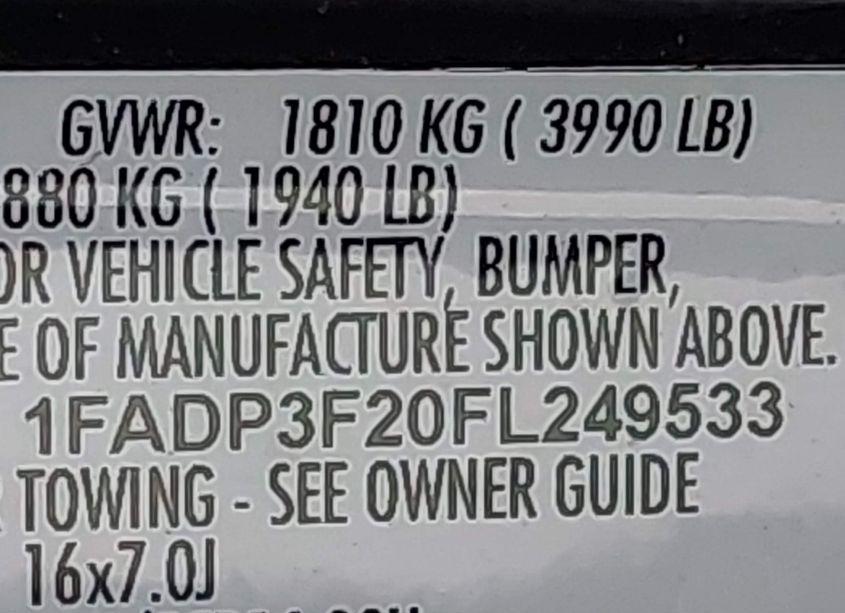 GVWR: 1810 KG ( 3990 LB)
880 KG ( 1940 LB)
OR VEHICLE SAFETY, BUMPER,
E OF MANUFACTURE SHOWN ABOVE.
1FADP3F20FL249533
TOWING - SEE OWNER GUIDE
16x7.0J